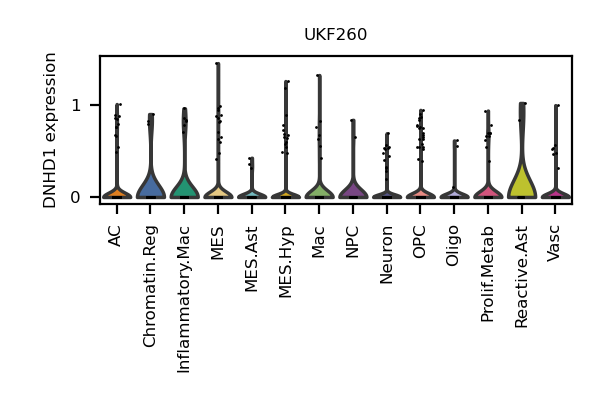 UKF260
DNHD1 expression
1
0
AC
Chromatin.Reg
Inflammatory.Mac
MES
MES.Ast
MES.Hyp
Mac
NPC
Neuron
OPC
Oligo
Prolif.Metab
Reactive.Ast
Vasc